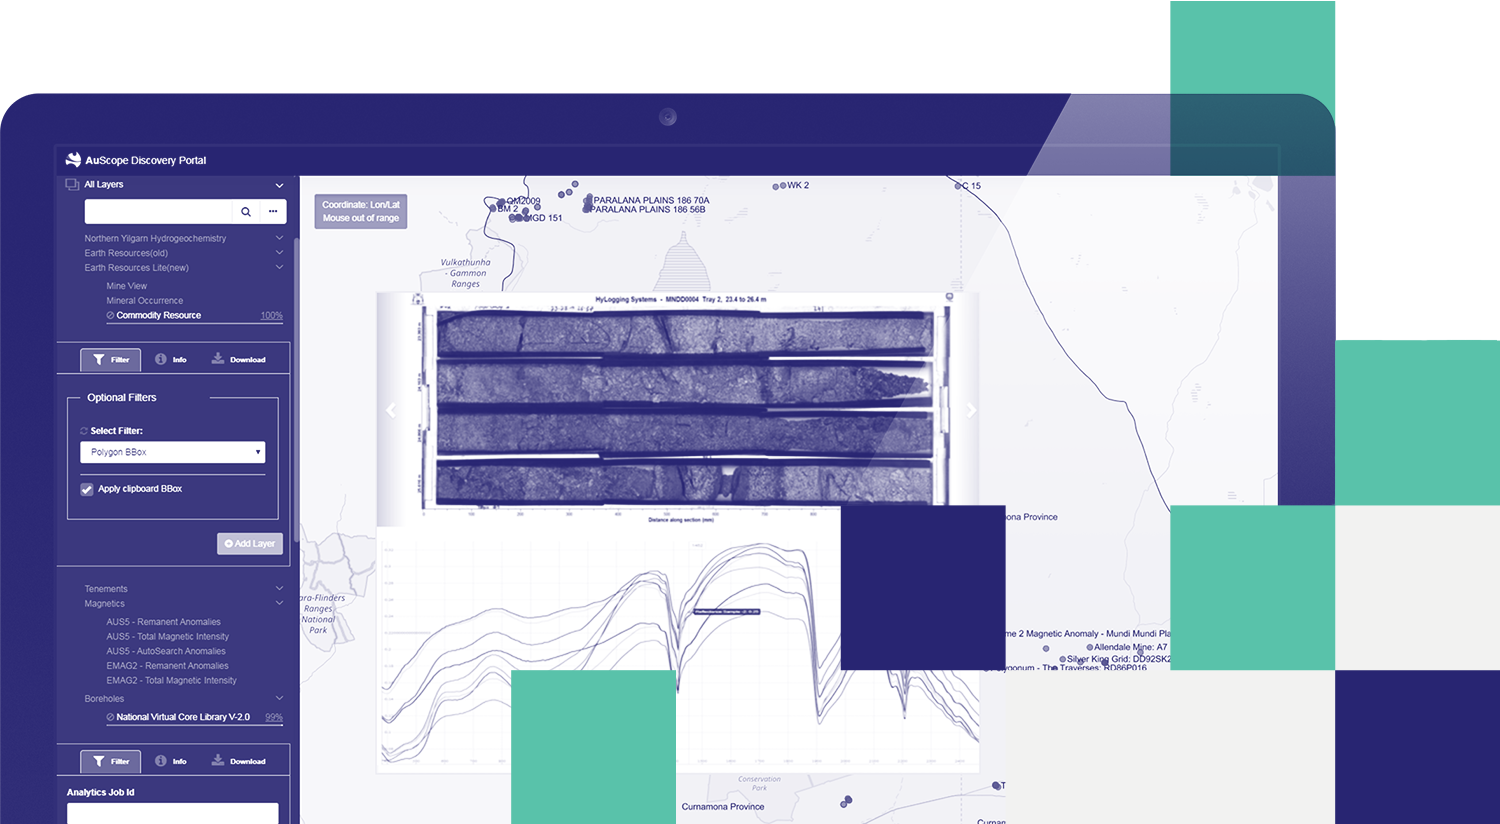 AuScope Discovery Portal
All Layers
Northern Yilgarn Hydrogeochemistry
Earth Resources(old)
Earth Resources Lite(new)
Mine View
Mineral Occurrence
Commodity Resource 100%
Filter Info Download
Optional Filters
Select Filter:
Polygon BBox
Apply clipboard BBox
Add Layer
Tenements
Magnetics
AUS5 - Remanent Anomalies
AUS5 - Total Magnetic Intensity
AUS5 - AutoSearch Anomalies
EMAG2 - Remanent Anomalies
EMAG2 - Total Magnetic Intensity
Boreholes
National Virtual Core Library V-2.0 99%
Filter Info Download
Analytics Job Id
Coordinate: Lon/Lat
Mouse out of range
QM2009
BM 2
MGD 151
PARALANA PLAINS 186 70A
PARALANA PLAINS 186 56B
WK 2
C 15
Vulkathunha
- Gammon
Ranges
HyLogging Systems - MNDD0004 Tray 2, 23.4 to 26.4 m
Distance along section (mm)
ona Province
ara-Flinders
Ranges
National
Park
me 2 Magnetic Anomaly - Mundi Mundi Pla
Allendale Mine: A7
Silver King Grid: DD92SK2
ygorum - The Traverses: RD86P016
Conservation
Park
Curnamona Province
T
Curnam